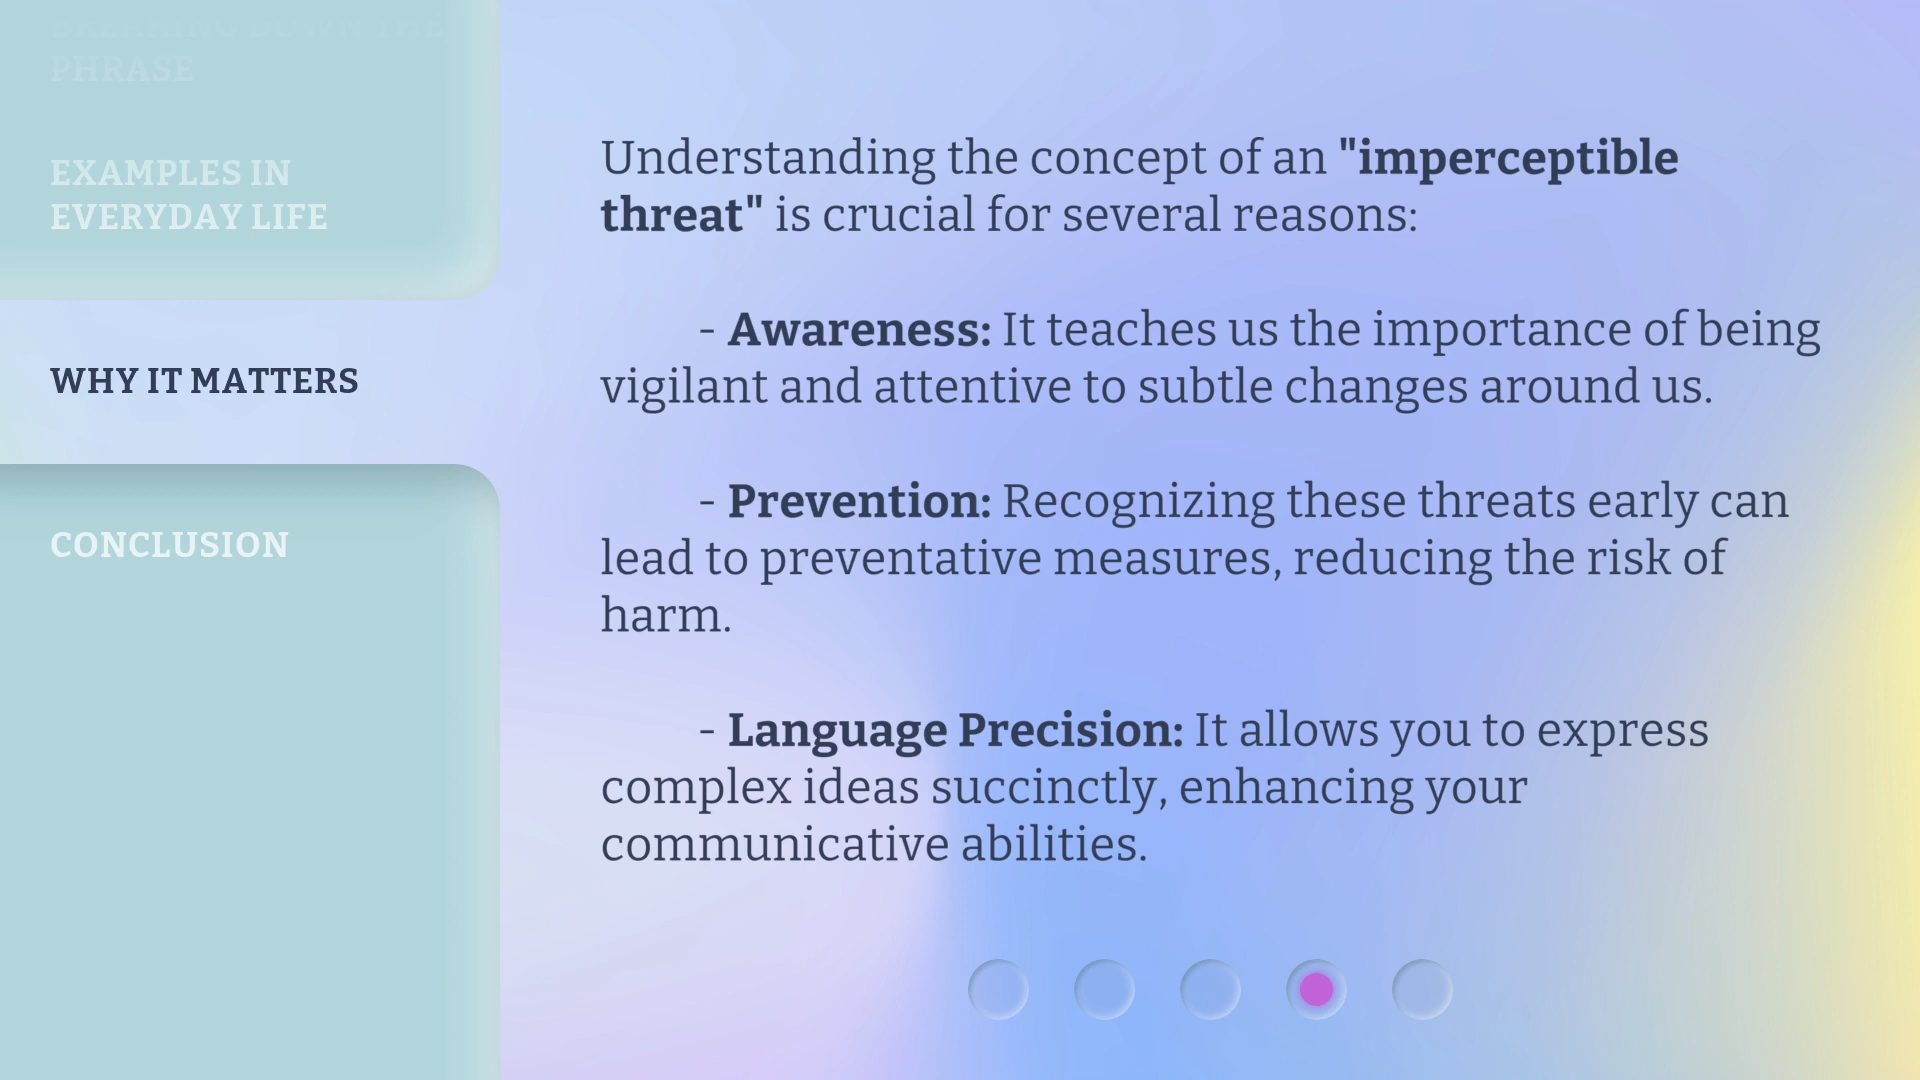 BREAKING DOWN THE
PHRASE
EXAMPLES IN
EVERYDAY LIFE
WHY IT MATTERS
CONCLUSION
Understanding the concept of an "imperceptible
threat" is crucial for several reasons:
- Awareness: It teaches us the importance of being
vigilant and attentive to subtle changes around us.
- Prevention: Recognizing these threats early can
lead to preventative measures, reducing the risk of
harm.
- Language Precision: It allows you to express
complex ideas succinctly, enhancing your
communicative abilities.